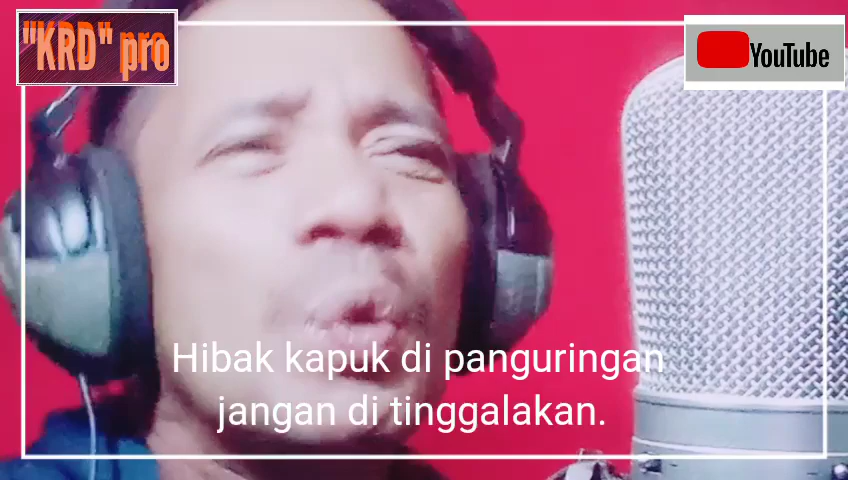 "KRD" pro
YouTube
Hibak kapuk di panguringan
jangan di tinggalakan.